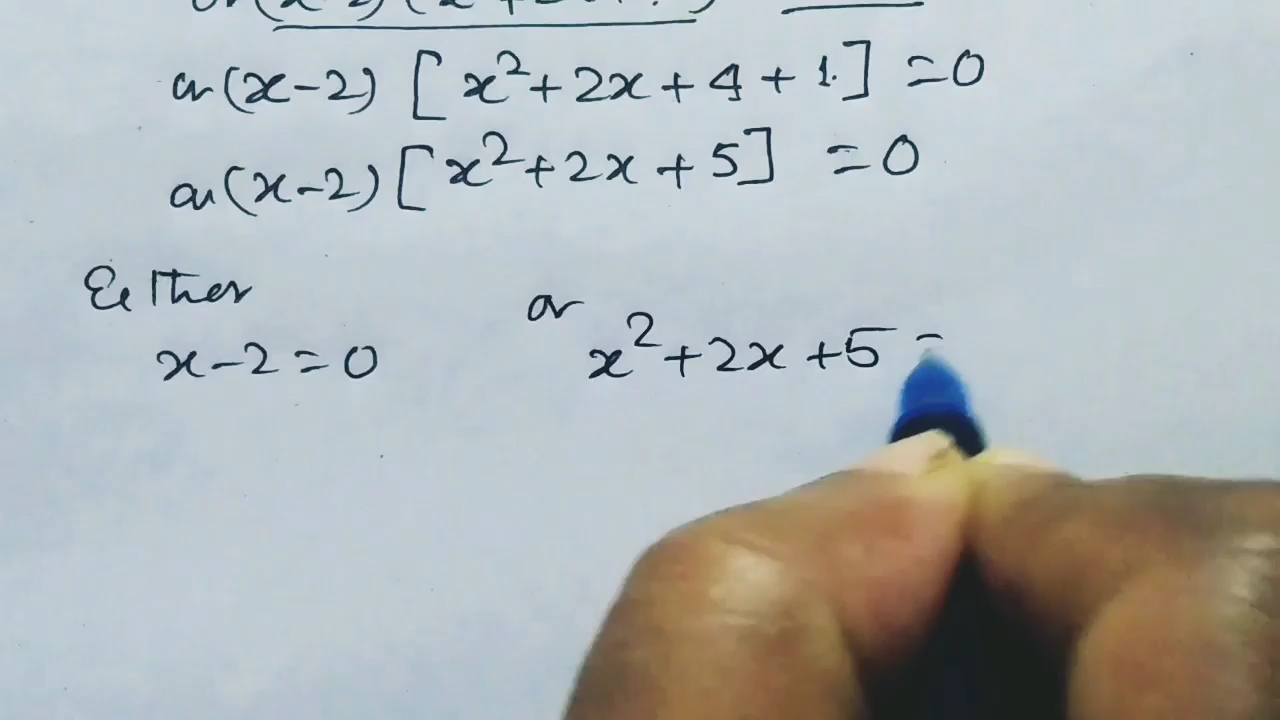 or (x-2) [x²+2x+4+1.] =0
or (x-2) [x²+2x+5] =0
Either or
x-2=0 x²+2x+5=